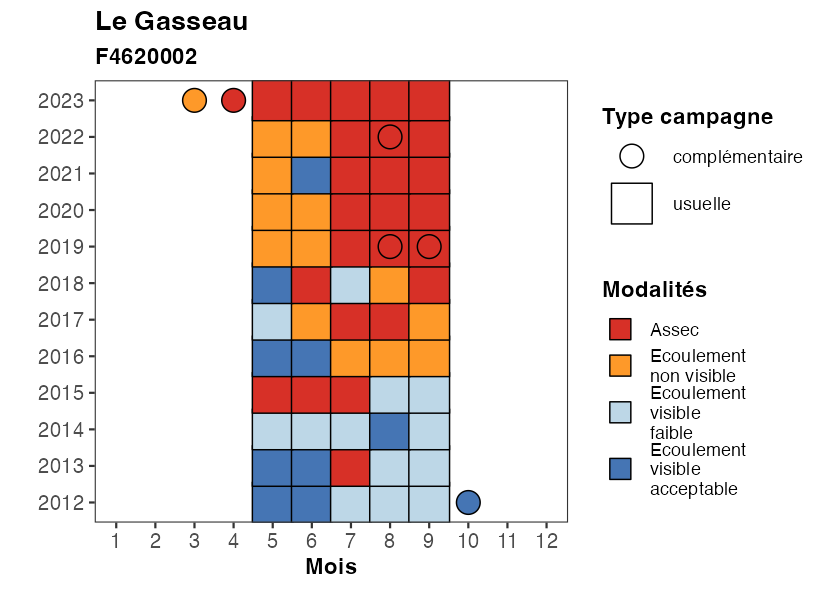 Le Gasseau
F4620002
2023
2022
2021
2020
2019
2018
2017
2016
2015
2014
2013
2012
1 2 3 4 5 6 7 8 9 10 11 12
Mois
Type campagne
complémentaire
usuelle
Modalités
Assec
Ecoulement
non visible
Ecoulement
visible
faible
Ecoulement
visible
acceptable